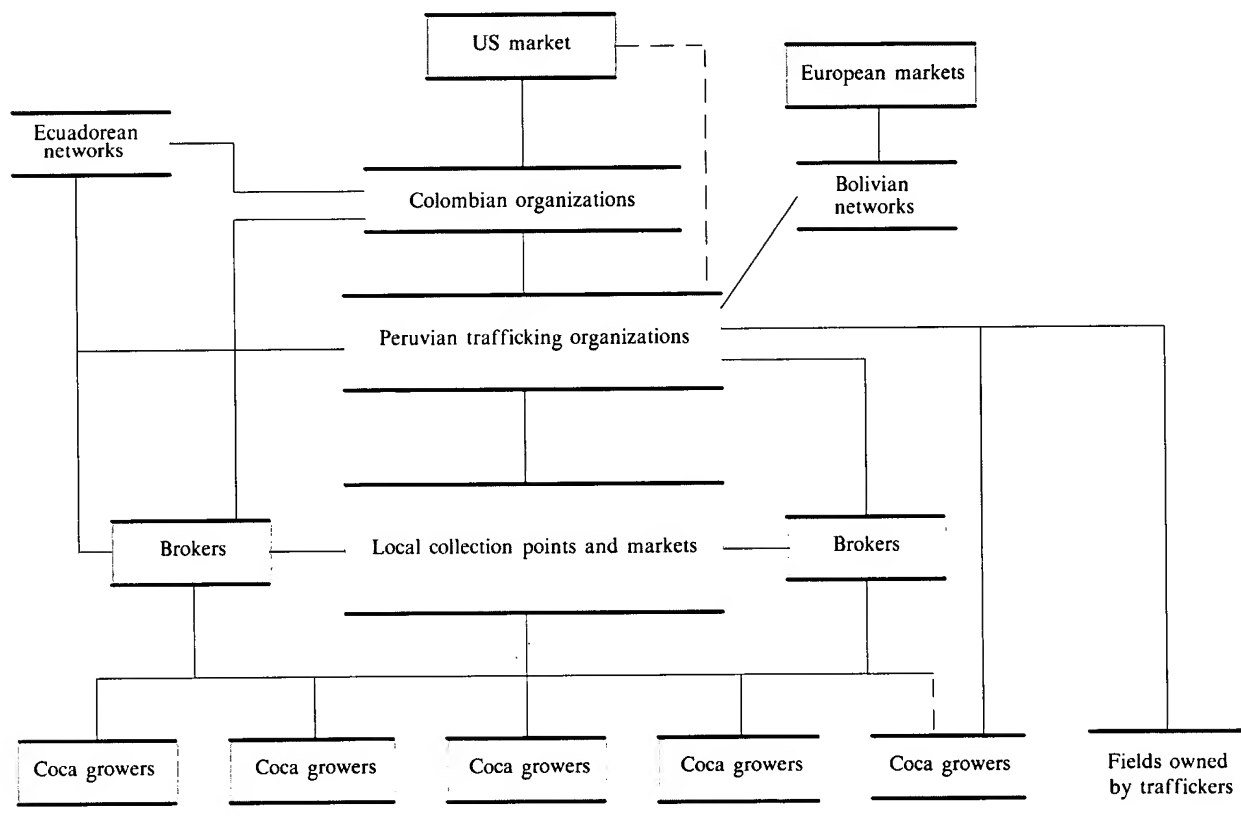 US market
European markets
Ecuadorean
networks
Colombian organizations
Bolivian
networks
Peruvian trafficking organizations
Brokers
Local collection points and markets
Brokers
Coca growers
Coca growers
Coca growers
Coca growers
Coca growers
Fields owned
by traffickers